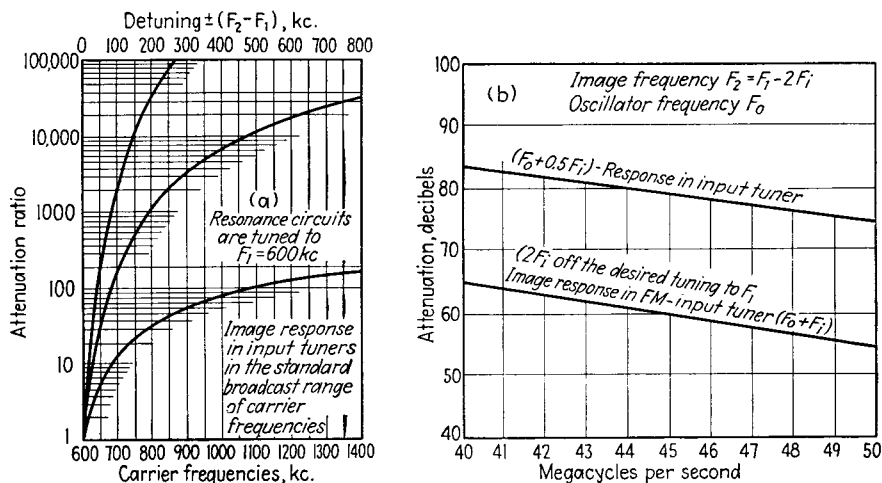 Detuning ± (F2-F1), kc.
0 100 200 300 400 500 600 700 800
100,000
10,000
1000
100
10
1
Attenuation ratio
(a)
Resonance circuits
are tuned to
F1 = 600 kc
Image response
in input tuners
in the standard
broadcast range
of carrier
frequencies
600 700 800 900 1000 1100 1200 1300 1400
Carrier frequencies, kc.
100
90
80
70
60
50
40
Attenuation, decibels
(b)
Image frequency F2 = F1 - 2Fi
Oscillator frequency Fo
(Fo + 0.5 Fi) - Response in input tuner
(2Fi off the desired tuning to F1
Image response in FM-input tuner (Fo + Fi)
40 41 42 43 44 45 46 47 48 49 50
Megacycles per second